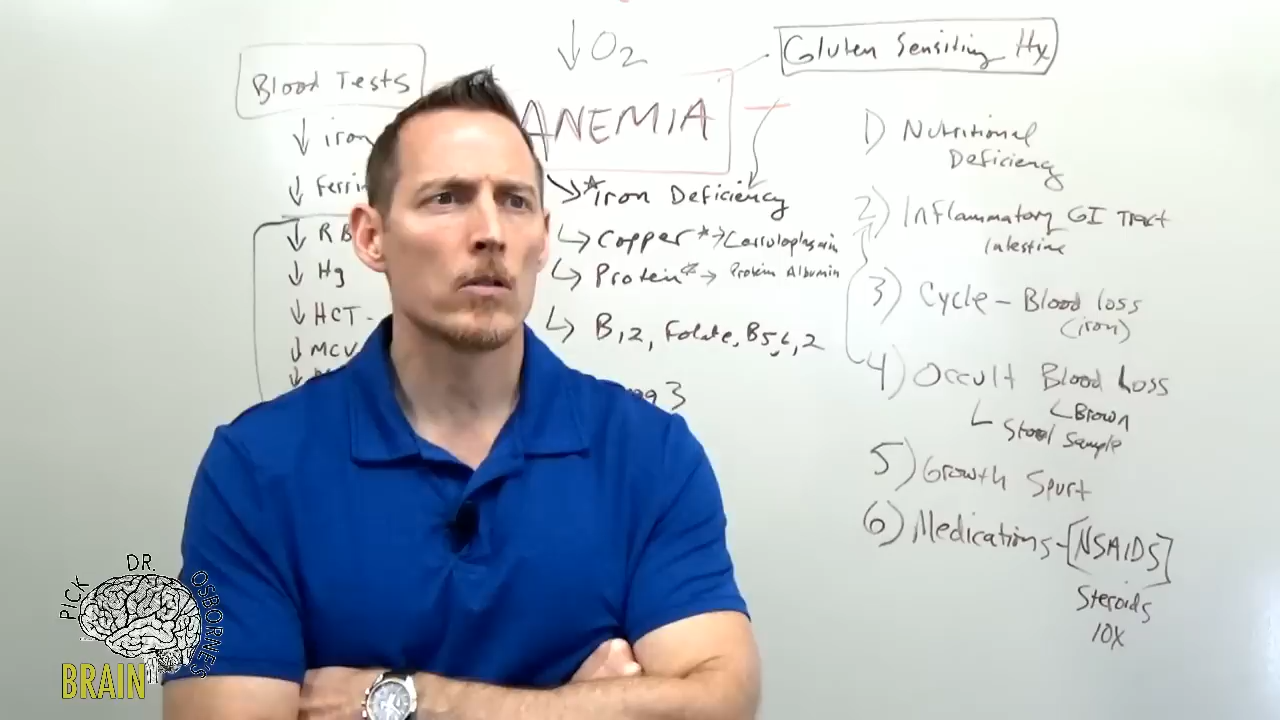 ↓ O2
Gluten Sensitivity Hx
Blood Tests
ANEMIA
↓ iron
↓ Ferri
↓ RB
↓ Hg
↓ HCT -
↓ MCV
*Iron Deficiency
Copper * →
Protein * → Protein Albumin
B12, Folate, B5,6,2
3
1) Nutritional
Deficiency
2) Inflammatory GI Tract
Intestine
3) Cycle - Blood loss
(iron)
4) Occult Blood Loss
Brown
Stool Sample
5) Growth Spurt
6) Medications - [NSAIDS]
Steroids
10X
PICK DR. OSBORNE'S
BRAIN